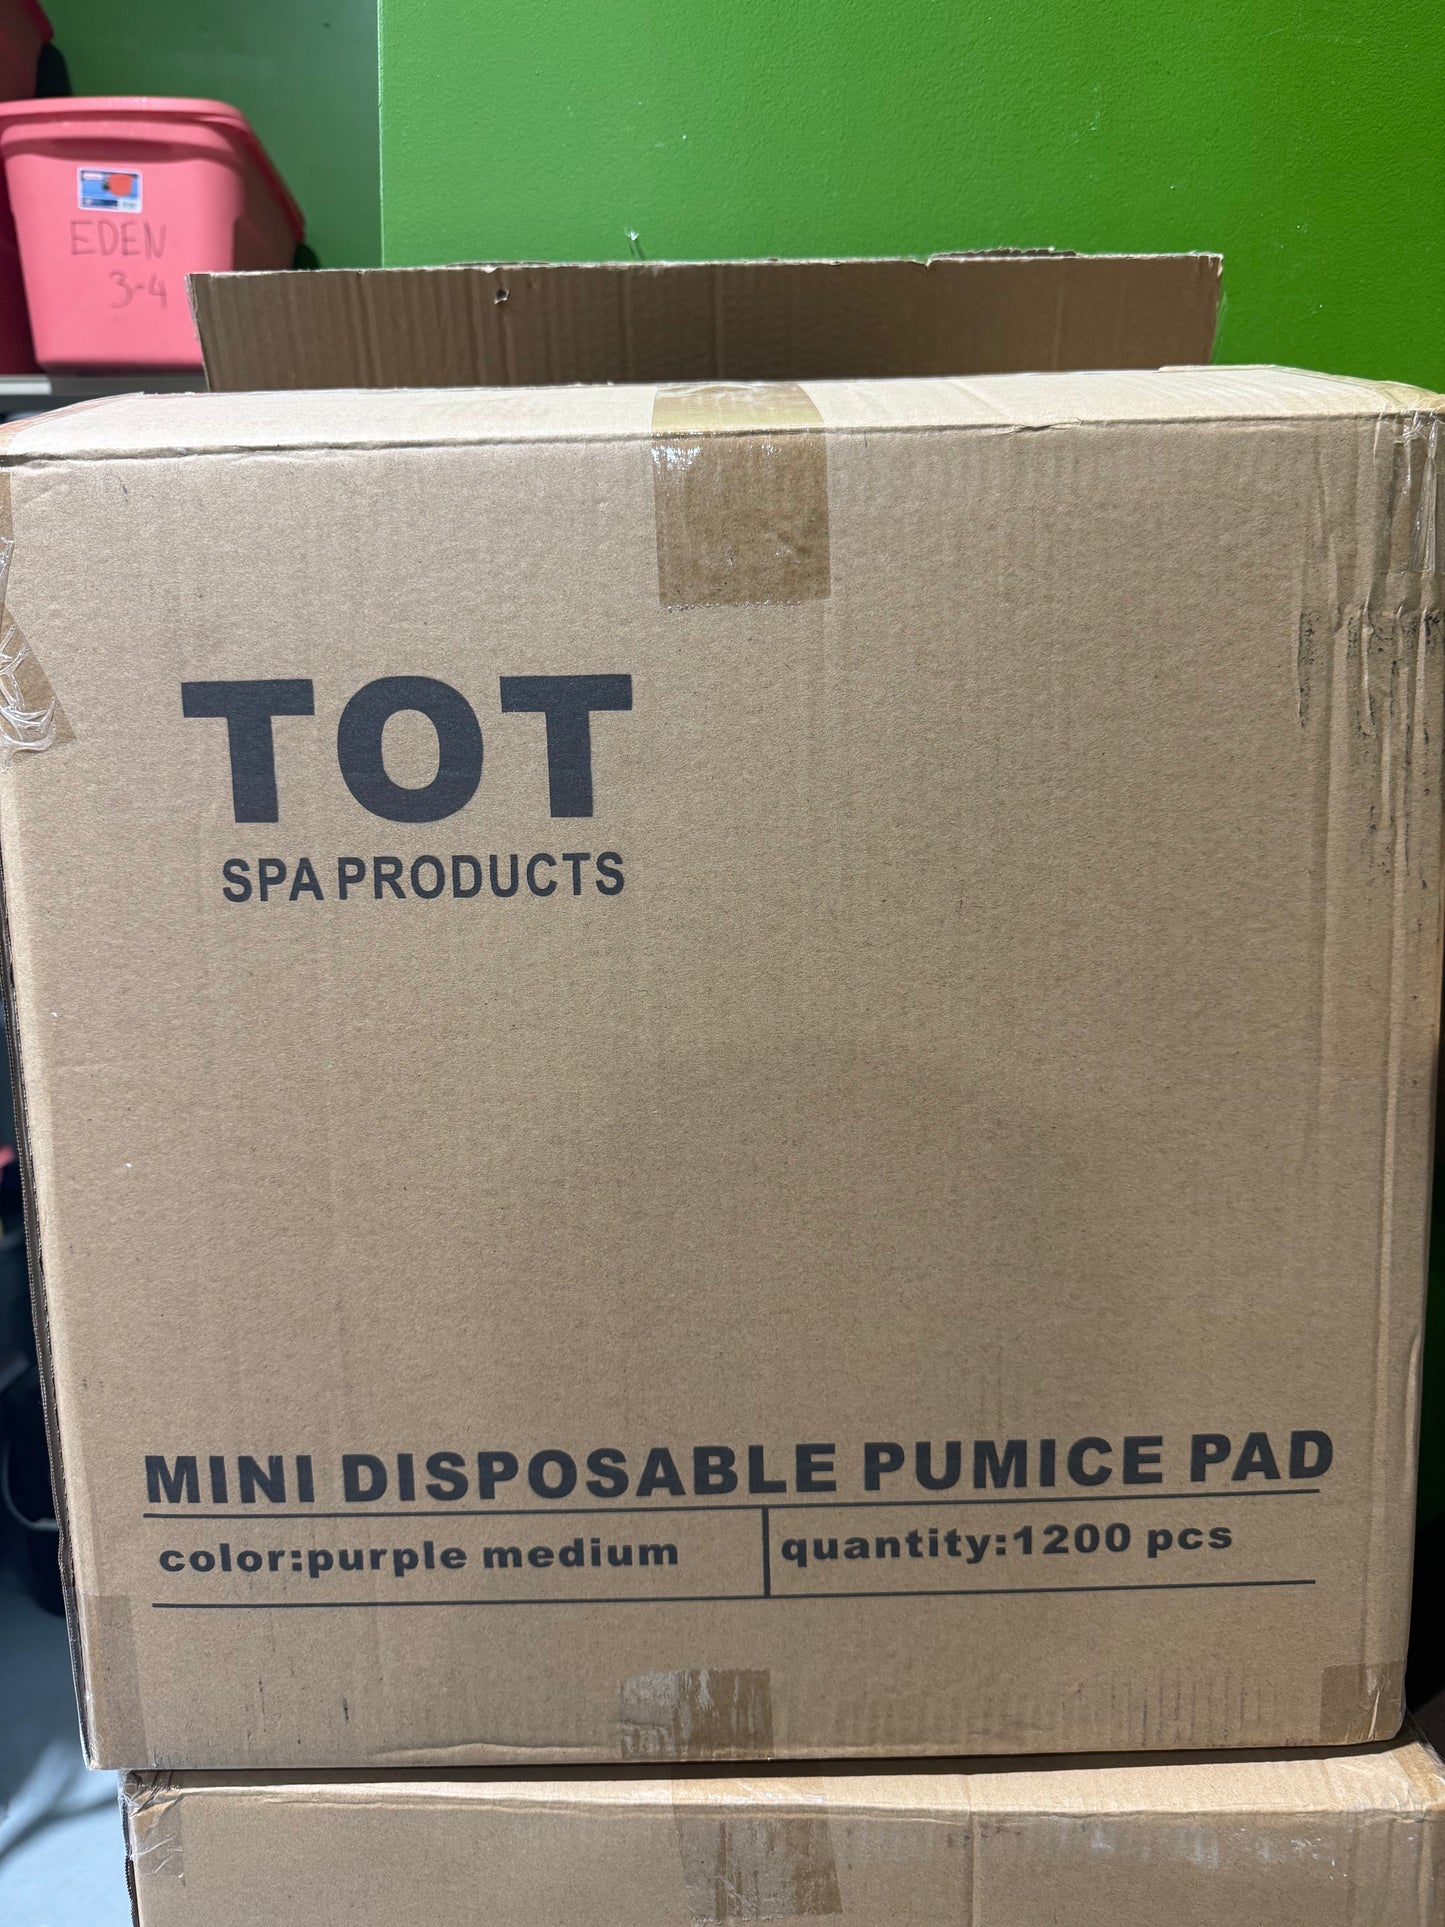 EDEN
3-4
TOT
SPA PRODUCTS
MINI DISPOSABLE PUMICE PAD
color:purple medium
quantity:1200 pcs